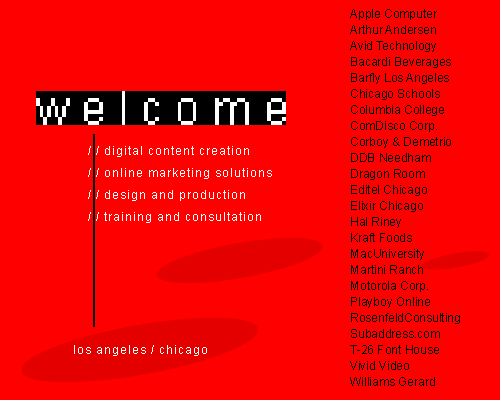 welcome
// digital content creation
// online marketing solutions
// design and production
// training and consultation
los angeles / chicago
Apple Computer
Arthur Andersen
Avid Technology
Bacardi Beverages
Barfly Los Angeles
Chicago Schools
Columbia College
ComDisco Corp.
Corboy & Demetrio
DDB Needham
Dragon Room
Editel Chicago
Elixir Chicago
Hal Riney
Kraft Foods
MacUniversity
Martini Ranch
Motorola Corp.
Playboy Online
RosenfeldConsulting
Subaddress.com
T-26 Font House
Vivid Video
Williams Gerard